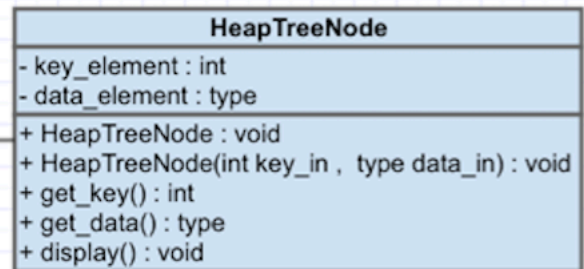 HeapTreeNode
- key_element : int
- data_element : type
+ HeapTreeNode : void
+ HeapTreeNode(int key_in , type data_in) : void
+ get_key() : int
+ get_data() : type
+ display() : void